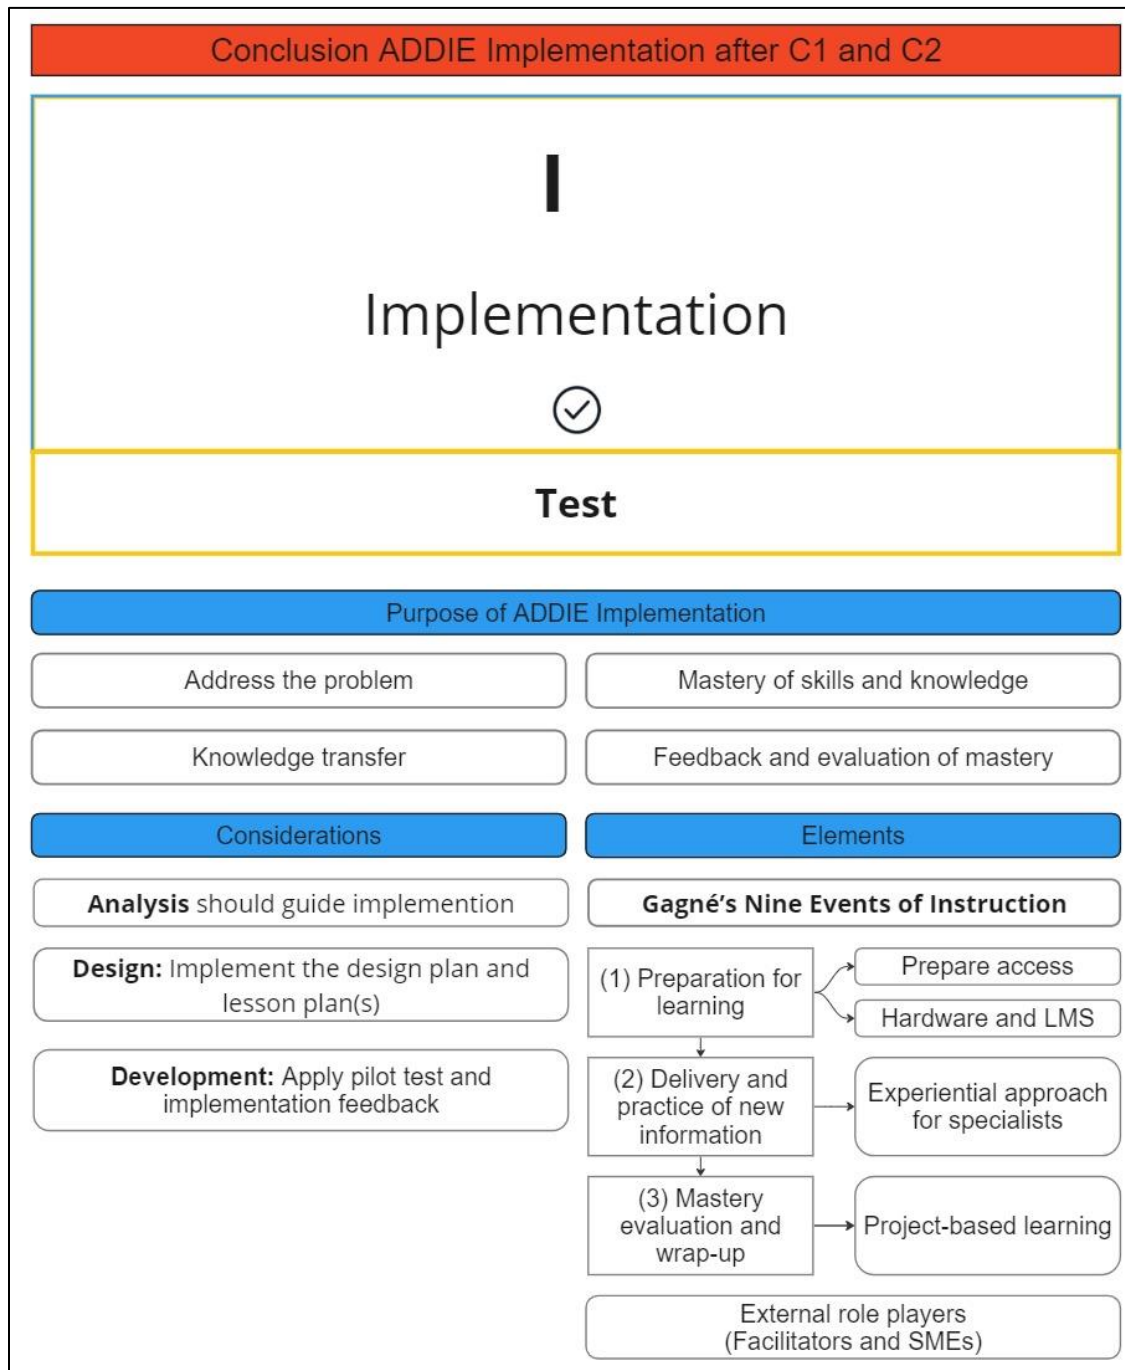 Conclusion ADDIE Implementation after C1 and C2
I
Implementation
Test
Purpose of ADDIE Implementation
Address the problem
Mastery of skills and knowledge
Knowledge transfer
Feedback and evaluation of mastery
Considerations
Analysis should guide implemention
Design: Implement the design plan and
lesson plan(s)
Development: Apply pilot test and
implementation feedback
Elements
Gagné's Nine Events of Instruction
(1) Preparation for
learning
Prepare access
Hardware and LMS
(2) Delivery and
practice of new
information
Experiential approach
for specialists
(3) Mastery
evaluation and
wrap-up
Project-based learning
External role players
(Facilitators and SMEs)